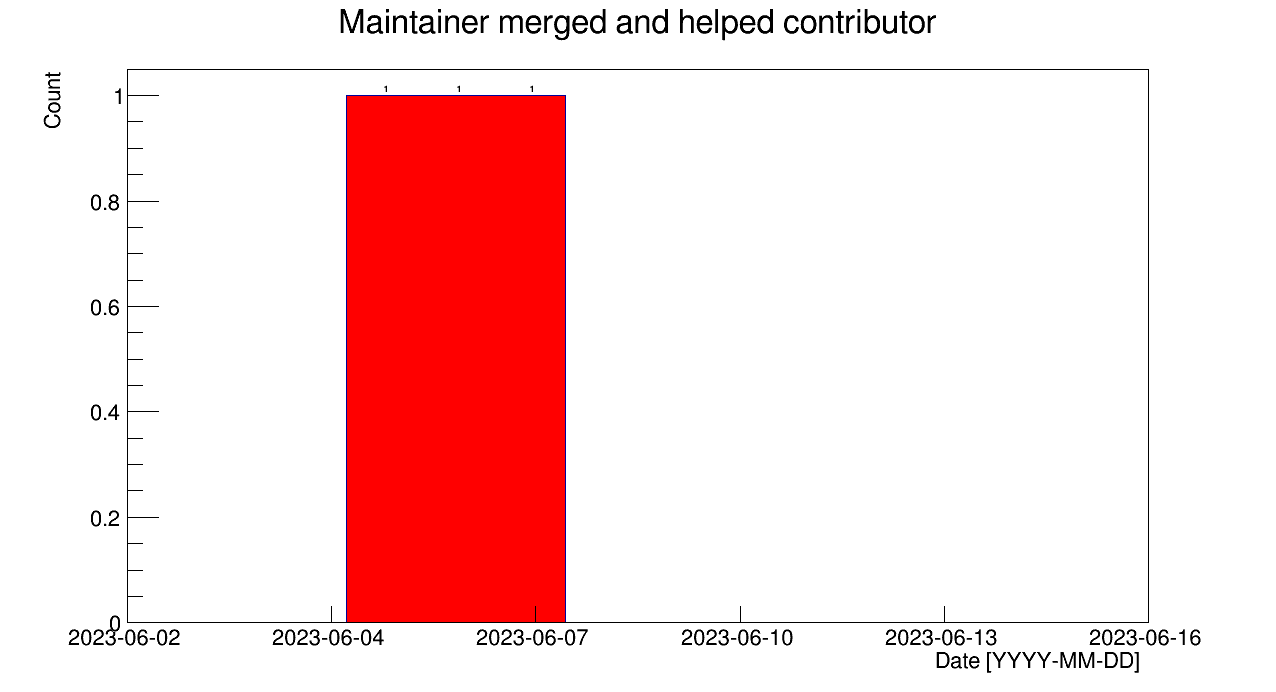 Maintainer merged and helped contributor
Count
1
1 1 1
0.8
0.6
0.4
0.2
0
2023-06-02 2023-06-04 2023-06-07 2023-06-10 2023-06-13 2023-06-16
Date [YYYY-MM-DD]